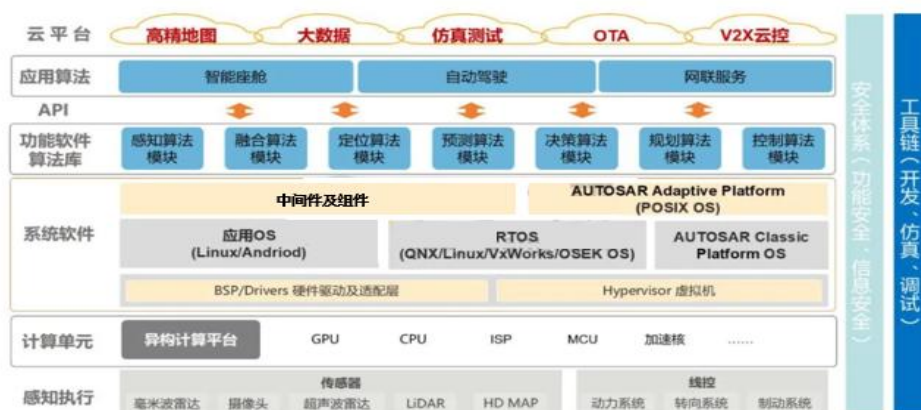 云平台 高精地图 大数据 仿真测试 OTA V2X云控
应用算法 智能座舱 自动驾驶 网联服务
API
功能软件
算法库
感知算法
模块
融合算法
模块
定位算法
模块
预测算法
模块
决策算法
模块
规划算法
模块
控制算法
模块
系统软件
中间件及组件
AUTOSAR Adaptive Platform
(POSIX OS)
应用OS
(Linux/Andriod)
RTOS
(QNX/Linux/VxWorks/OSEK OS)
AUTOSAR Classic
Platform OS
BSP/Drivers 硬件驱动及适配层
Hypervisor 虚拟机
计算单元 异构计算平台 GPU CPU ISP MCU 加速核 ……
感知执行
传感器
毫米波雷达 摄像头 超声波雷达 LiDAR HD MAP
线控
动力系统 转向系统 制动系统
安全体系(功能安全、信息安全)
工具链(开发、仿真、调试)